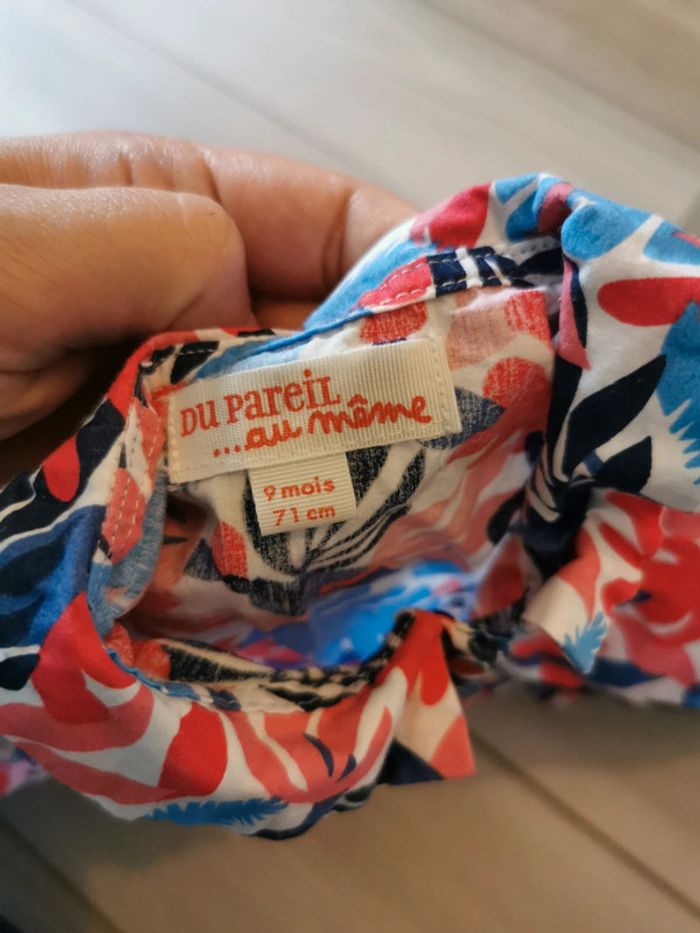 DU PAREIL
....au même
9 mois
71 cm